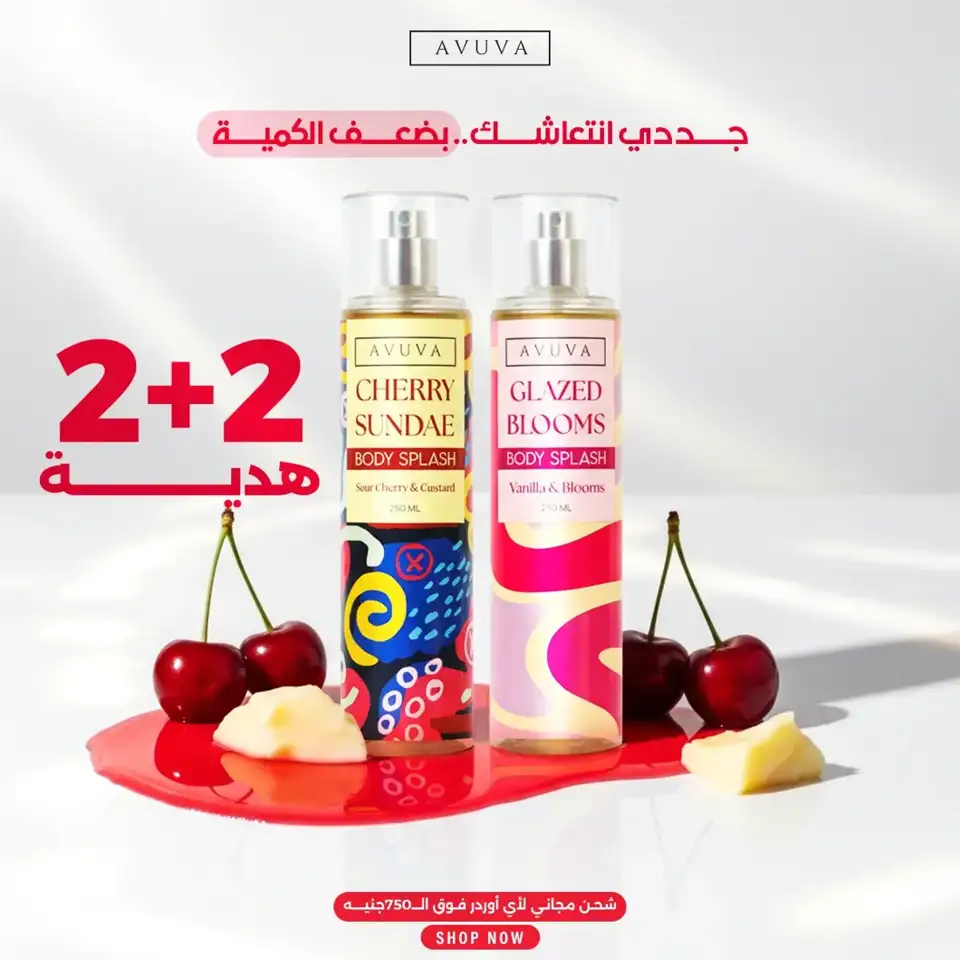 AVUVA
جددي انتعاشك.. بضعف الكمية
2+2
هدية
AVUVA
CHERRY
SUNDAE
BODY SPLASH
Sour Cherry & Custard
250 ML
AVUVA
GLAZED
BLOOMS
BODY SPLASH
Vanilla & Blooms
250 ML
شحن مجاني لأي أوردر فوق الـ750جنيه
SHOP NOW